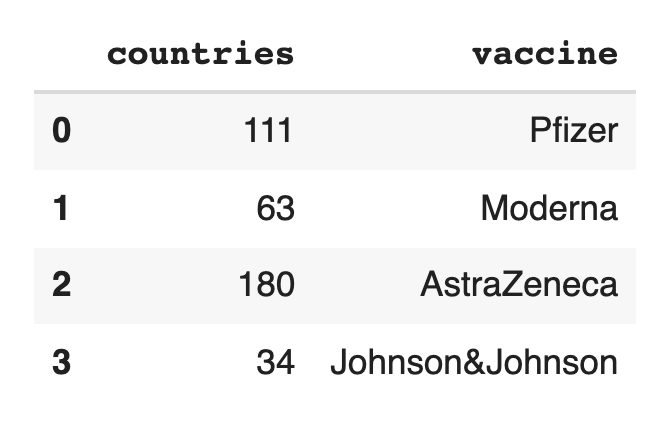 countries vaccine
0 111 Pfizer
1 63 Moderna
2 180 AstraZeneca
3 34 Johnson&Johnson